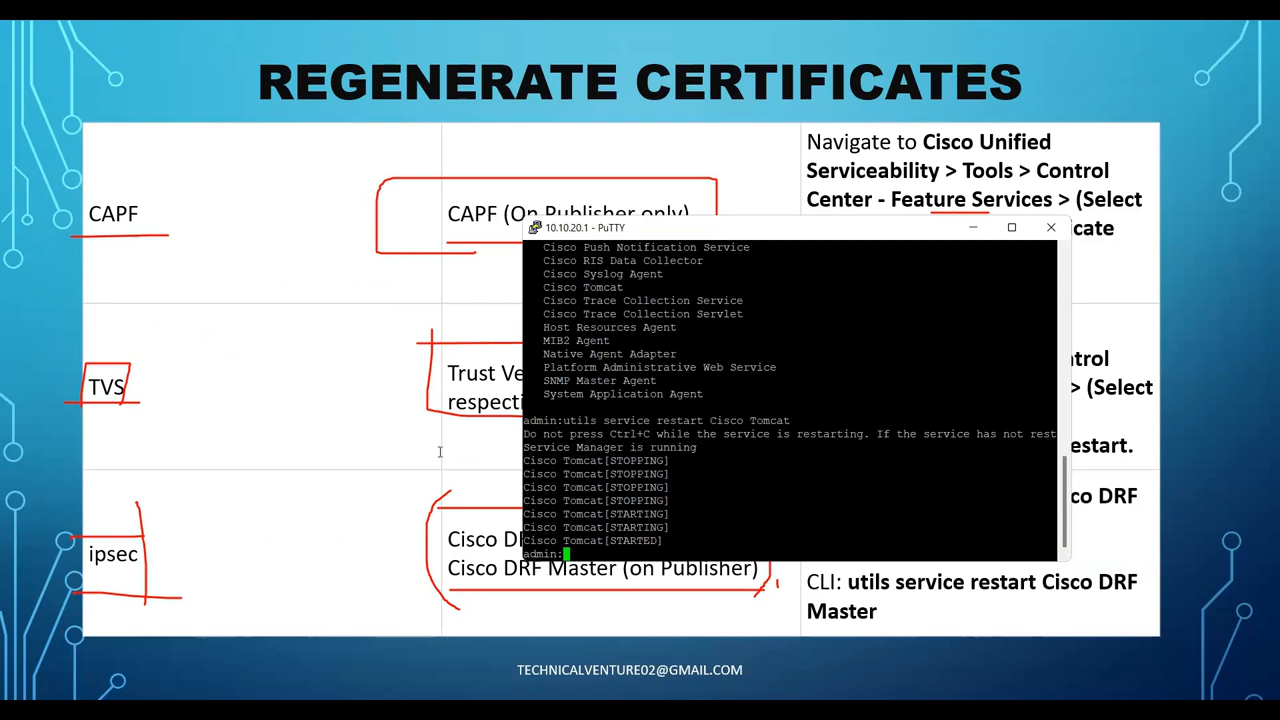 REGENERATE CERTIFICATES
CAPF
CAPF (On Publisher only)
Navigate to Cisco Unified
Serviceability > Tools > Control
Center - Feature Services > (Select
cate
TVS
Trust Ve
respecti
ntrol
> (Select
estart.
ipsec
Cisco D
Cisco DRF Master (on Publisher)
co DRF
CLI: utils service restart Cisco DRF
Master
10.10.20.1 - PuTTY
Cisco Push Notification Service
Cisco RIS Data Collector
Cisco Syslog Agent
Cisco Tomcat
Cisco Trace Collection Service
Cisco Trace Collection Servlet
Host Resources Agent
MIB2 Agent
Native Agent Adapter
Platform Administrative Web Service
SNMP Master Agent
System Application Agent
admin:utils service restart Cisco Tomcat
Do not press Ctrl+C while the service is restarting. If the service has not rest
Service Manager is running
Cisco Tomcat[STOPPING]
Cisco Tomcat[STOPPING]
Cisco Tomcat[STOPPING]
Cisco Tomcat[STOPPING]
Cisco Tomcat[STARTING]
Cisco Tomcat[STARTING]
Cisco Tomcat[STARTED]
admin:
TECHNICALVENTURE02@GMAIL.COM